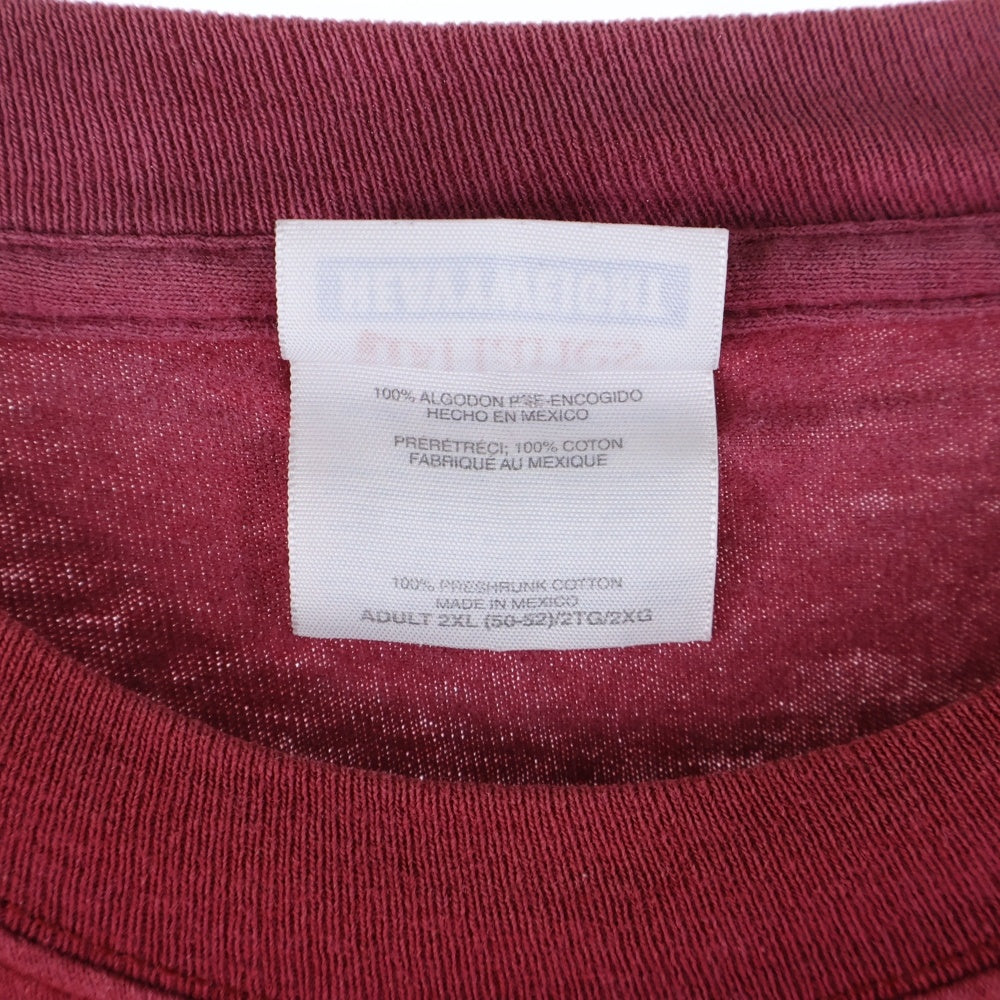 100% ALGODON PRE-ENCOGIDO
HECHO EN MEXICO
PRÉRÉTRÉCI; 100% COTON
FABRIQUÉ AU MEXIQUE
100% PRESHRUNK COTTON
MADE IN MEXICO
ADULT 2XL (50-52)/2TG/2XG